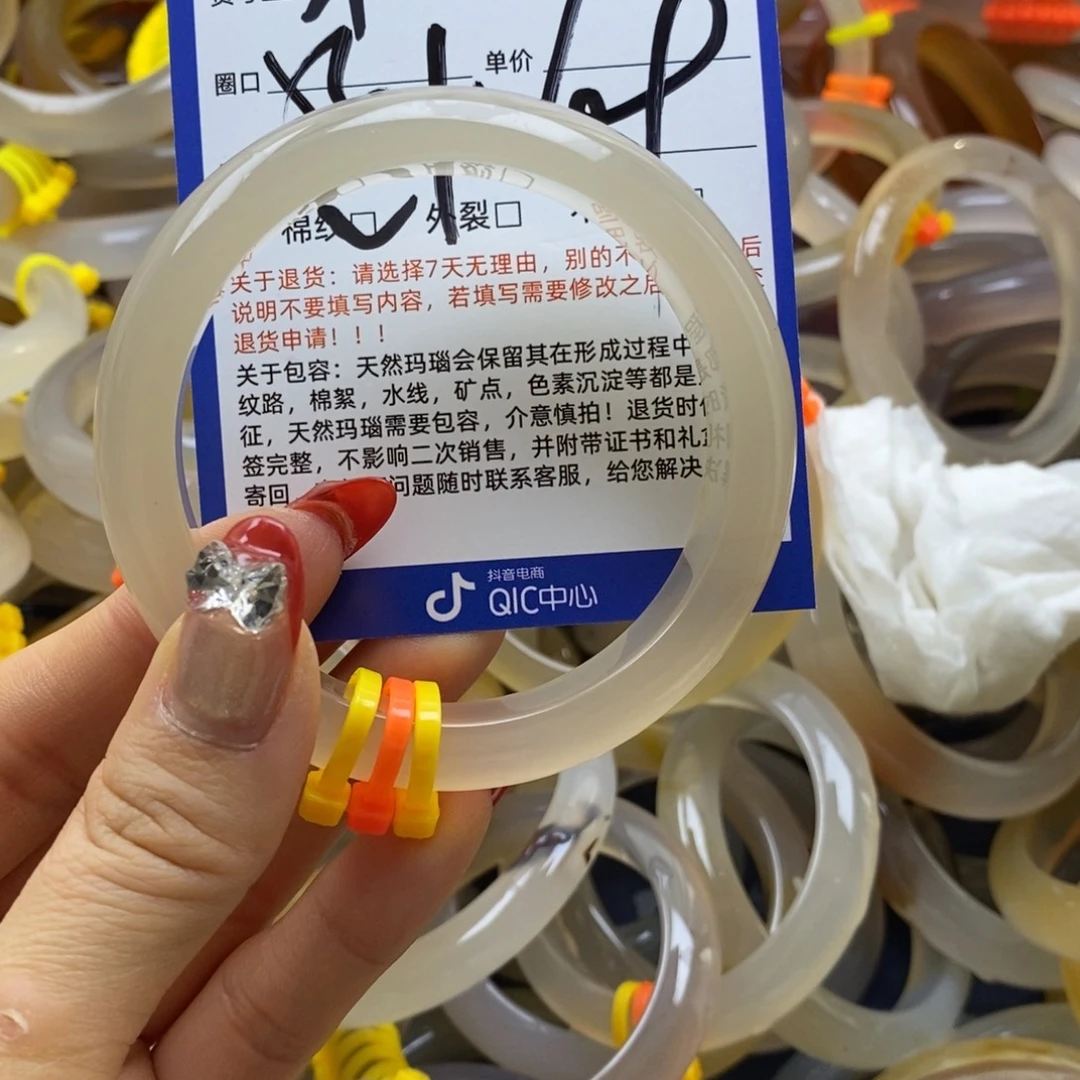 圈口 单价
棉纹□ 外裂□
关于退货：请选择7天无理由，别的不 后
说明不要填写内容，若填写需要修改之后
退货申请！！！
关于包容：天然玛瑙会保留其在形成过程中
纹路，棉絮，水线，矿点，色素沉淀等都是
征，天然玛瑙需要包容，介意慎拍！退货时
签完整，不影响二次销售，并附带证书和礼
寄回 问题随时联系客服，给您解决
抖音电商
QIC中心